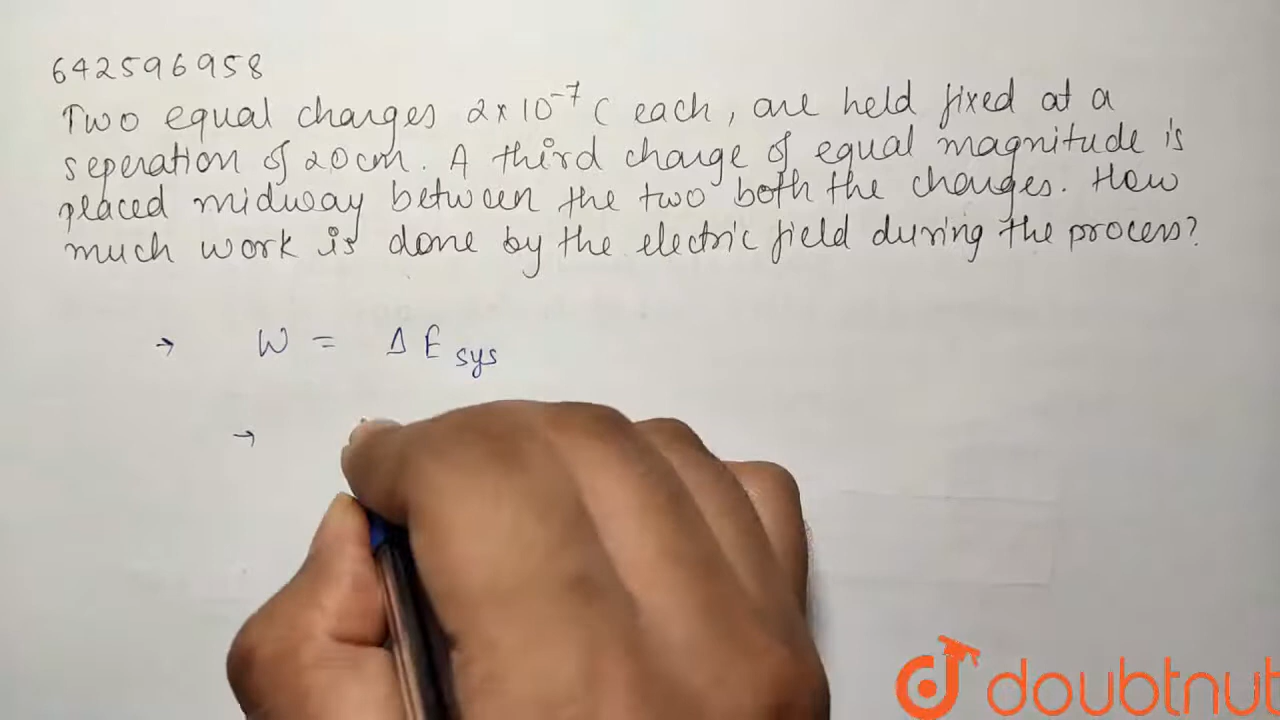 642596958
Two equal charges 2×10⁻⁷ C each, are held fixed at a
seperation of 20cm. A third charge of equal magnitude is
placed midway between the two both the charges. How
much work is done by the electric field during the process?
→ W = Δ E sys
→
doubtnut